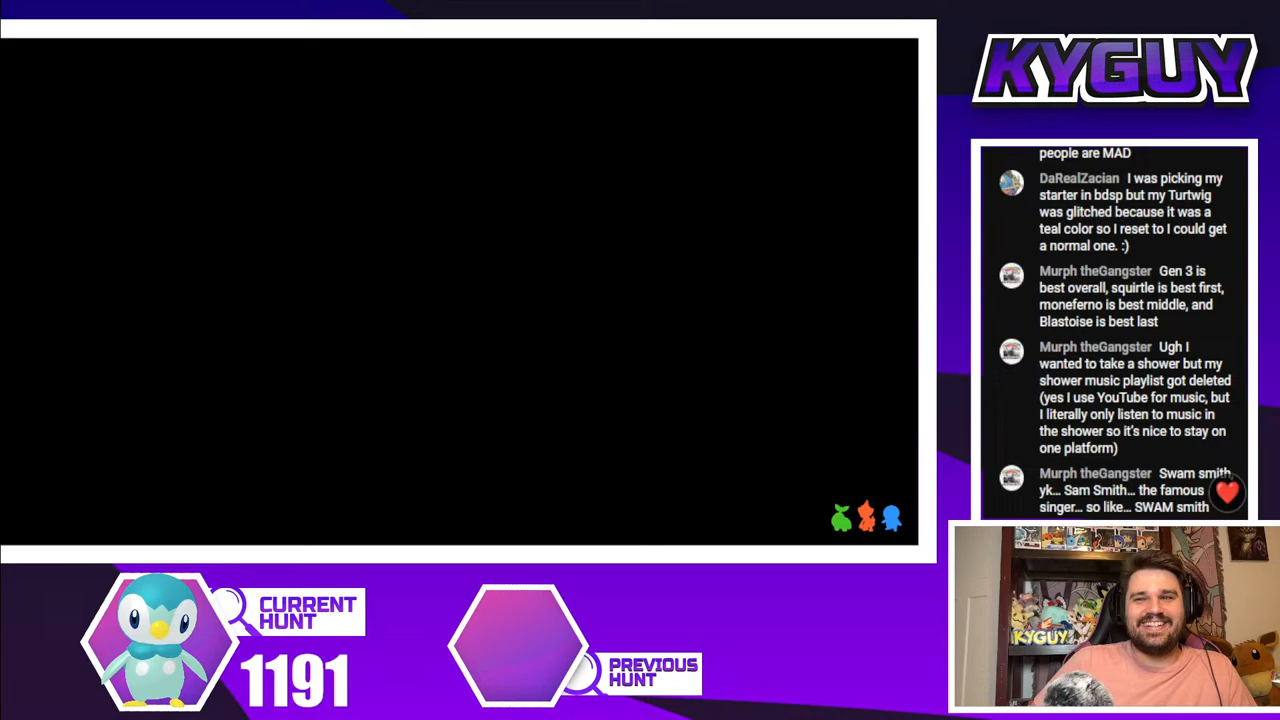 KYGUY
people are MAD
DaRealZacian I was picking my
starter in bdsp but my Turtwig
was glitched because it was a
teal color so I reset to I could get
a normal one. :)
Murph theGangster Gen 3 is
best overall, squirtle is best first,
moneferno is best middle, and
Blastoise is best last
Murph theGangster Ugh I
wanted to take a shower but my
shower music playlist got deleted
(yes I use YouTube for music, but
I literally only listen to music in
the shower so it's nice to stay on
one platform)
Murph theGangster Swam smith,
yk... Sam Smith... the famous
singer... so like... SWAM smith
CURRENT
HUNT
1191
PREVIOUS
HUNT
KYGUY